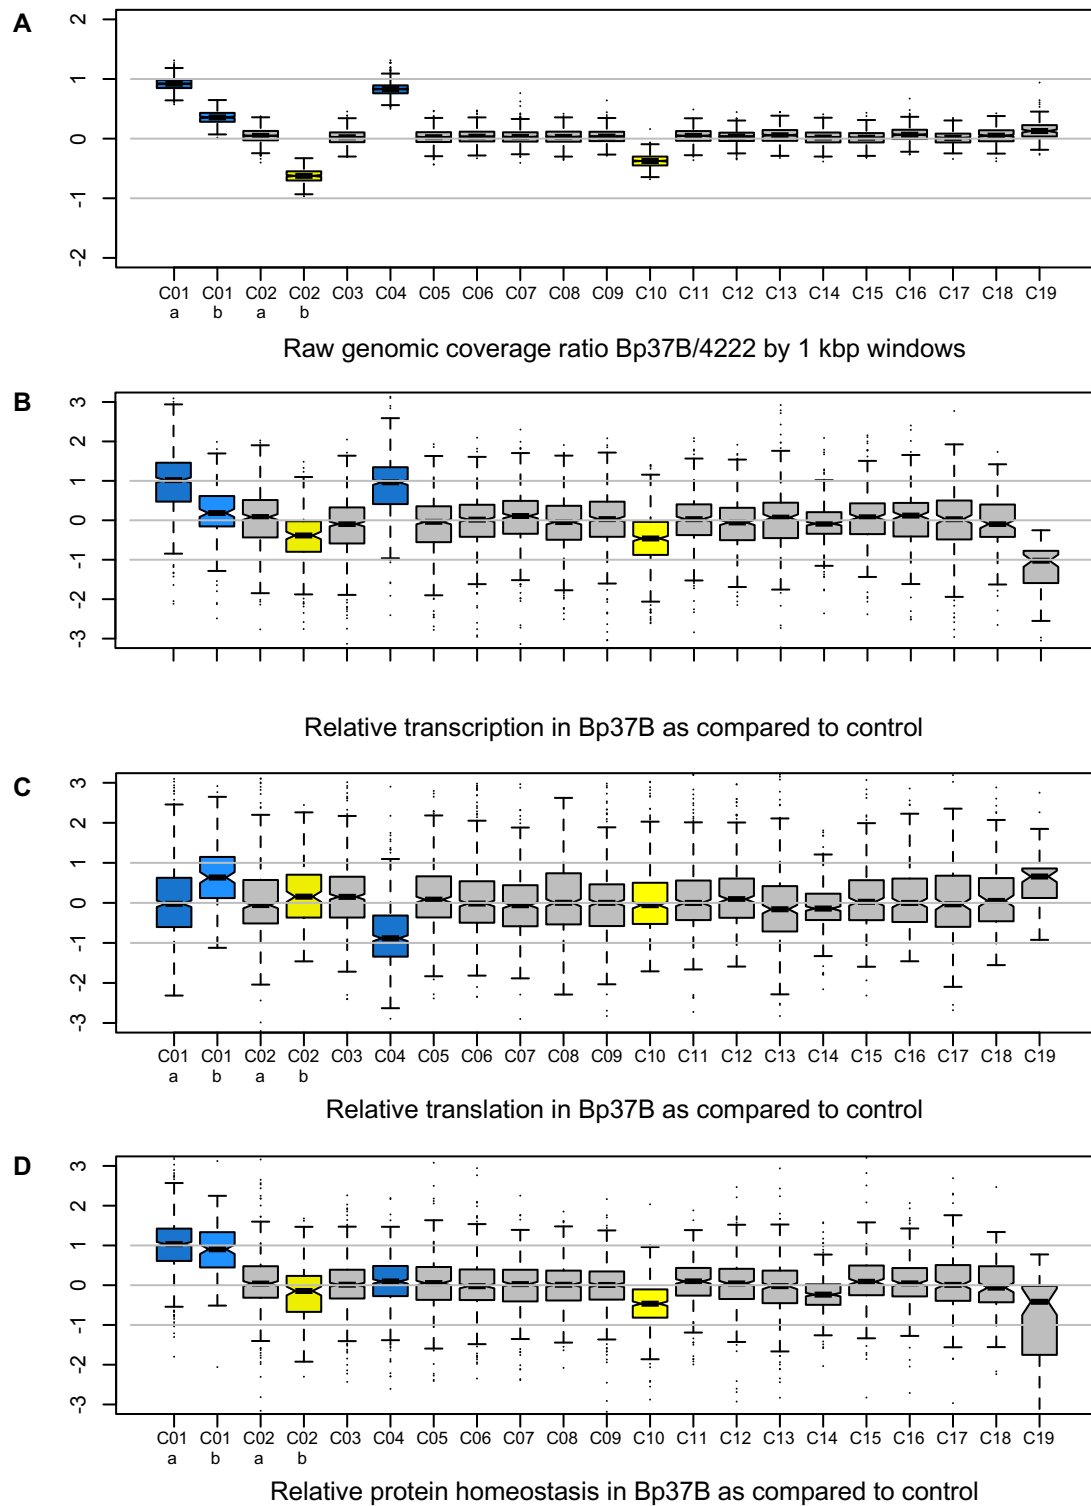 A
2
1
0
-1
-2
C01 C01 C02 C02 C03 C04 C05 C06 C07 C08 C09 C10 C11 C12 C13 C14 C15 C16 C17 C18 C19
a b a b
Raw genomic coverage ratio Bp37B/4222 by 1 kbp windows
B
3
2
1
0
-1
-2
-3
Relative transcription in Bp37B as compared to control
C
3
2
1
0
-1
-2
-3
C01 C01 C02 C02 C03 C04 C05 C06 C07 C08 C09 C10 C11 C12 C13 C14 C15 C16 C17 C18 C19
a b a b
Relative translation in Bp37B as compared to control
D
3
2
1
0
-1
-2
-3
C01 C01 C02 C02 C03 C04 C05 C06 C07 C08 C09 C10 C11 C12 C13 C14 C15 C16 C17 C18 C19
a b a b
Relative protein homeostasis in Bp37B as compared to control